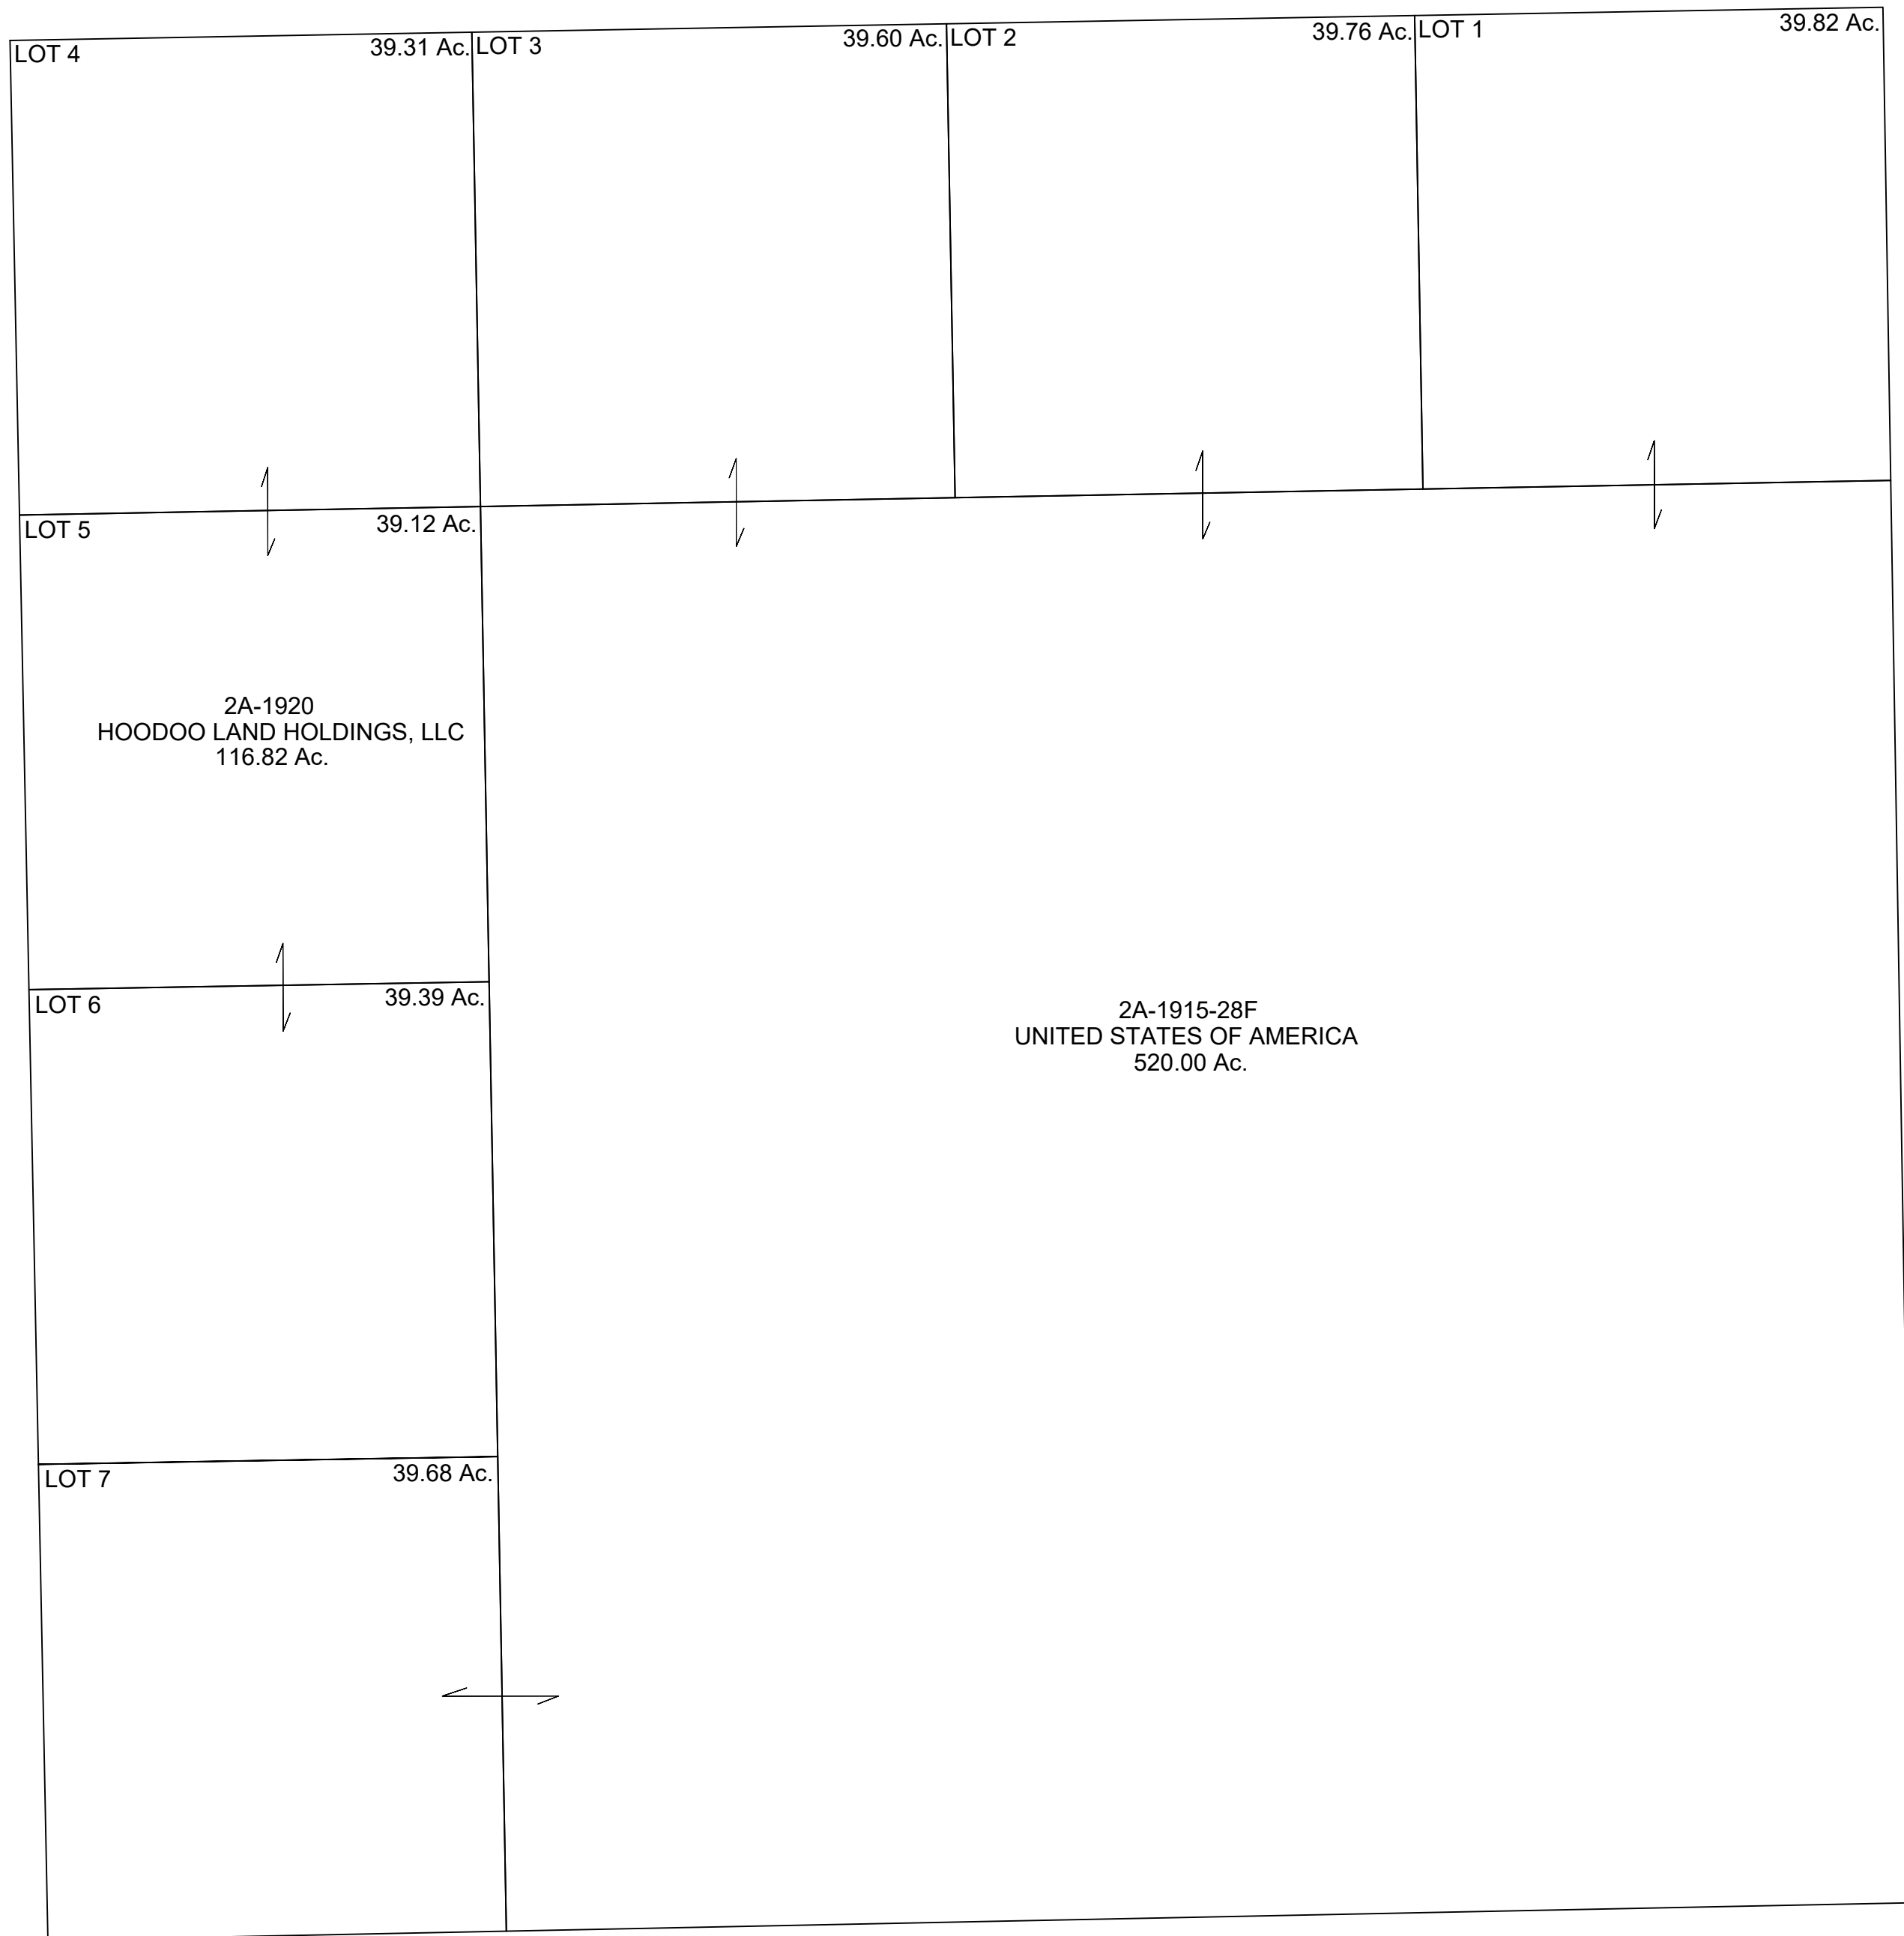 LOT 4
39.31 Ac.
LOT 3
39.60 Ac.
LOT 2
39.76 Ac.
LOT 1
39.82 Ac.
LOT 5
39.12 Ac.
2A-1920
HOODOO LAND HOLDINGS, LLC
116.82 Ac.
LOT 6
39.39 Ac.
2A-1915-28F
UNITED STATES OF AMERICA
520.00 Ac.
LOT 7
39.68 Ac.